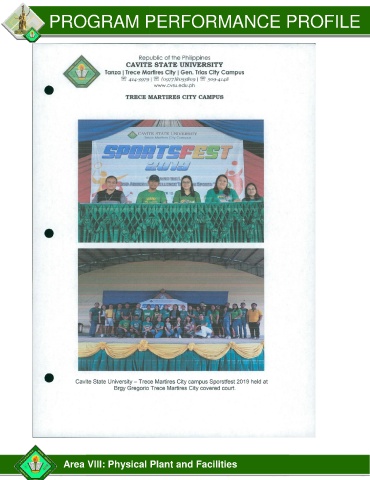 PROGRAM PERFORMANCE PROFILE
Republic of the Philippines
CAVITE STATE UNIVERSITY
Tanza | Trece Martires City | Gen. Trias City Campus
www.cvsu.edu.ph
TRECE MARTIRES CITY CAMPUS
CAVITE STATE UNIVERSITY
SPORTSFEST
2019
Cavite State University – Trece Martires City campus Sporstfest 2019 held at
Brgy Gregorio Trece Martires City covered court.
Area VIII: Physical Plant and Facilities